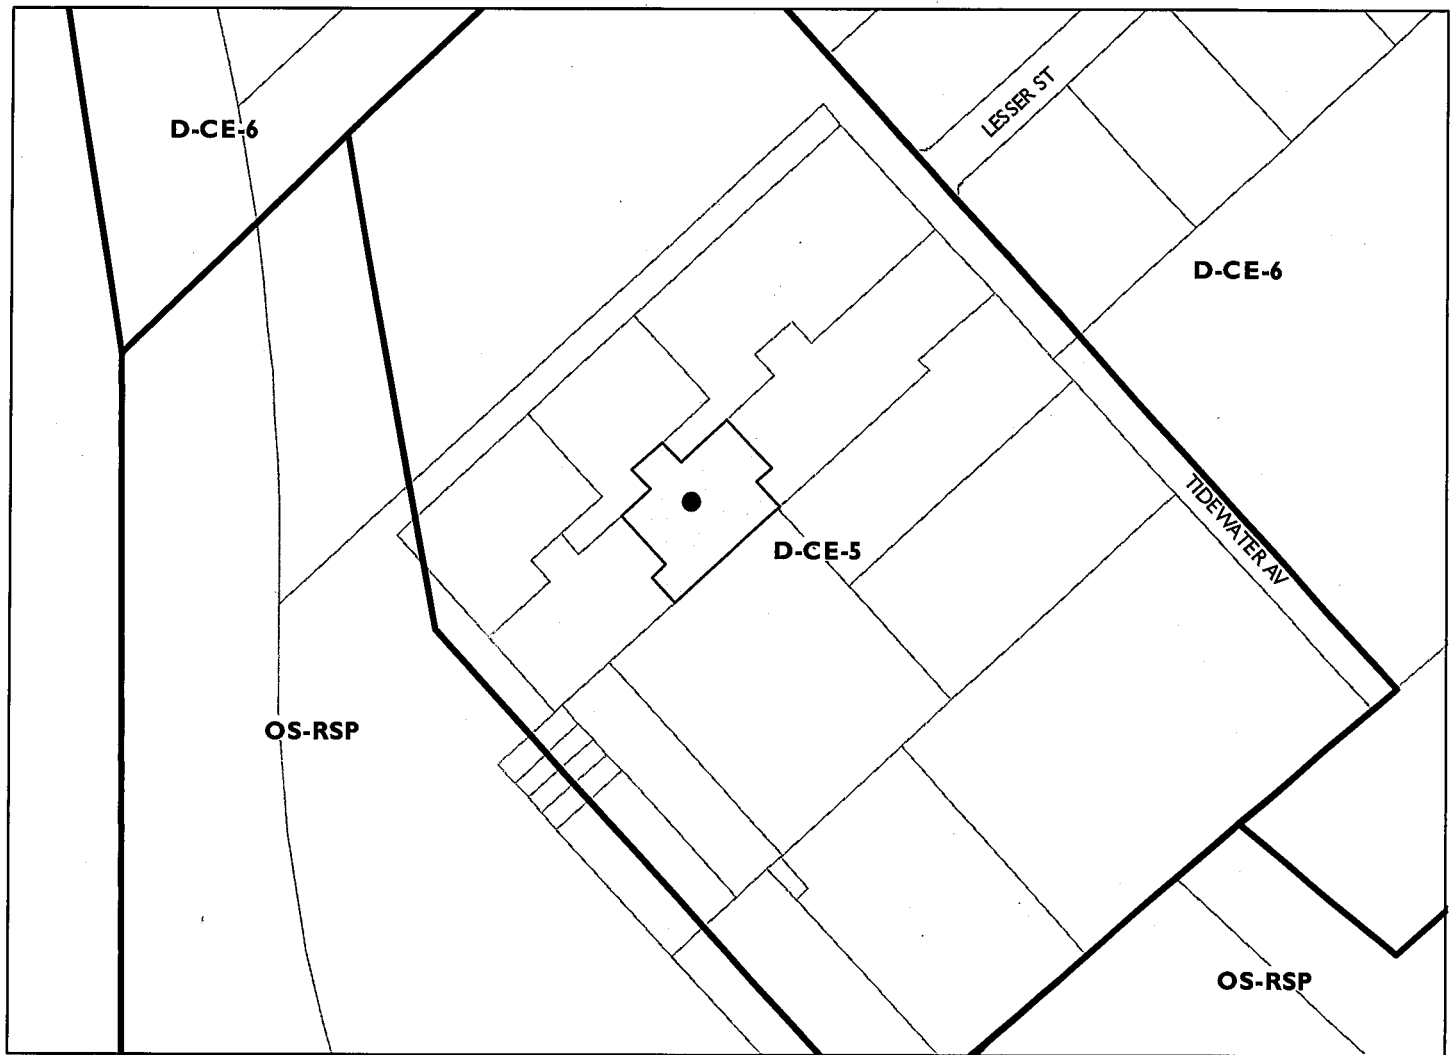 LESSER ST
D-CE-6
D-CE-6
TIDEWATER AV
D-CE-5
OS-RSP
OS-RSP